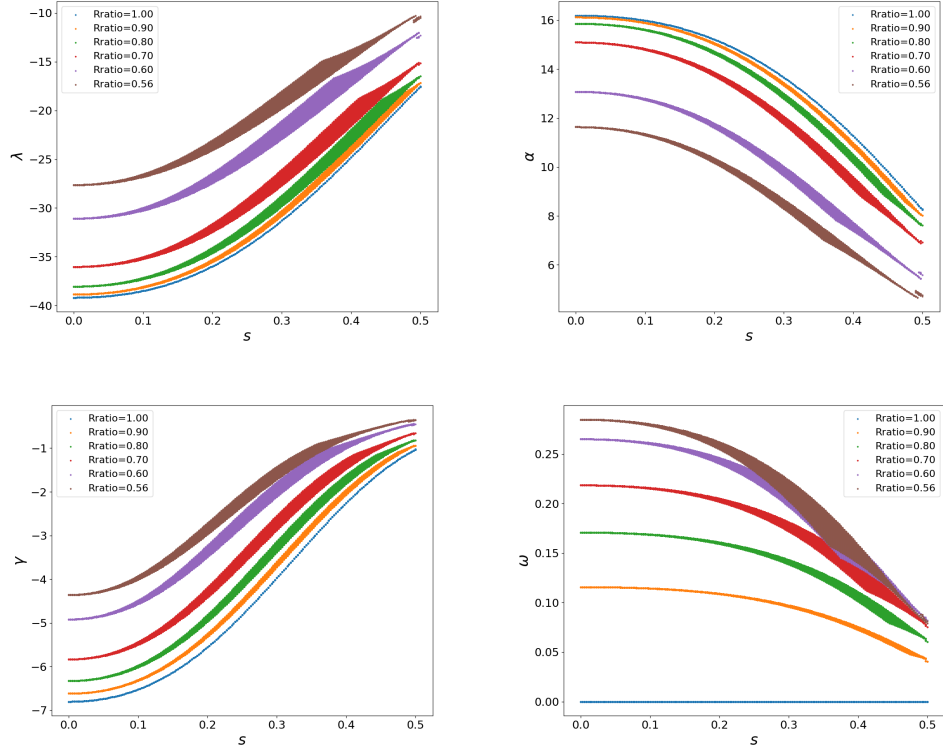 −10
−15
−20
−25
−30
−35
−40
λ
0.0 0.1 0.2 0.3 0.4 0.5
s
Rratio=1.00
Rratio=0.90
Rratio=0.80
Rratio=0.70
Rratio=0.60
Rratio=0.56
16
14
12
10
8
6
α
0.0 0.1 0.2 0.3 0.4 0.5
s
Rratio=1.00
Rratio=0.90
Rratio=0.80
Rratio=0.70
Rratio=0.60
Rratio=0.56
−1
−2
−3
−4
−5
−6
−7
γ
0.0 0.1 0.2 0.3 0.4 0.5
s
Rratio=1.00
Rratio=0.90
Rratio=0.80
Rratio=0.70
Rratio=0.60
Rratio=0.56
0.25
0.20
0.15
0.10
0.05
0.00
ω
0.0 0.1 0.2 0.3 0.4 0.5
s
Rratio=1.00
Rratio=0.90
Rratio=0.80
Rratio=0.70
Rratio=0.60
Rratio=0.56